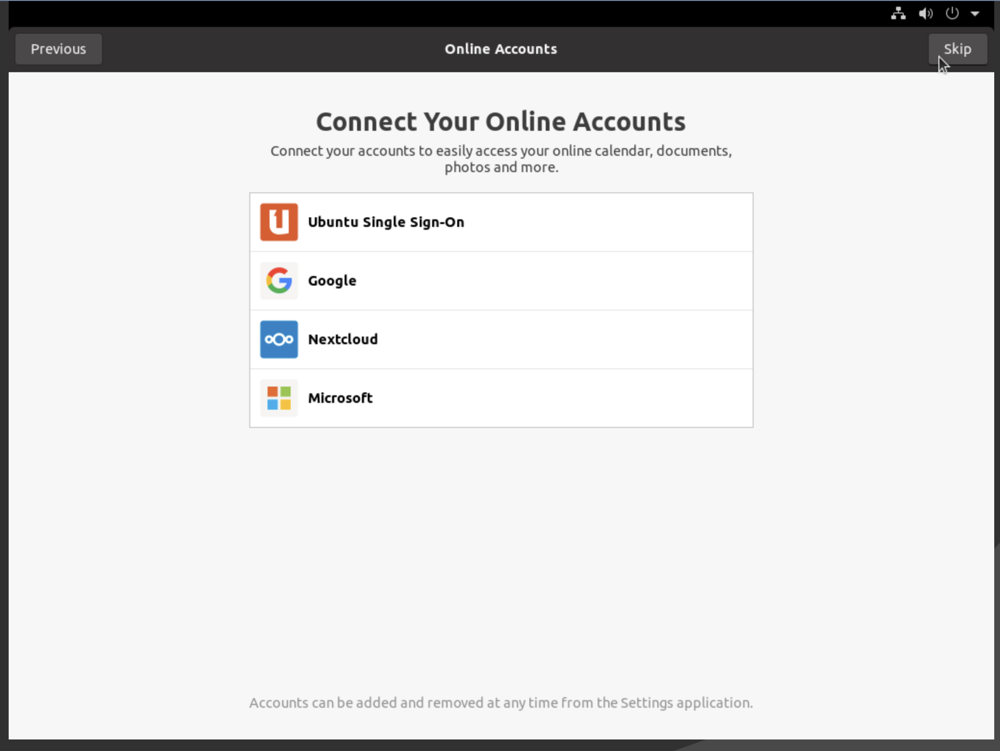 Previous
Online Accounts
Skip
Connect Your Online Accounts
Connect your accounts to easily access your online calendar, documents,
photos and more.
Ubuntu Single Sign-On
Google
Nextcloud
Microsoft
Accounts can be added and removed at any time from the Settings application.